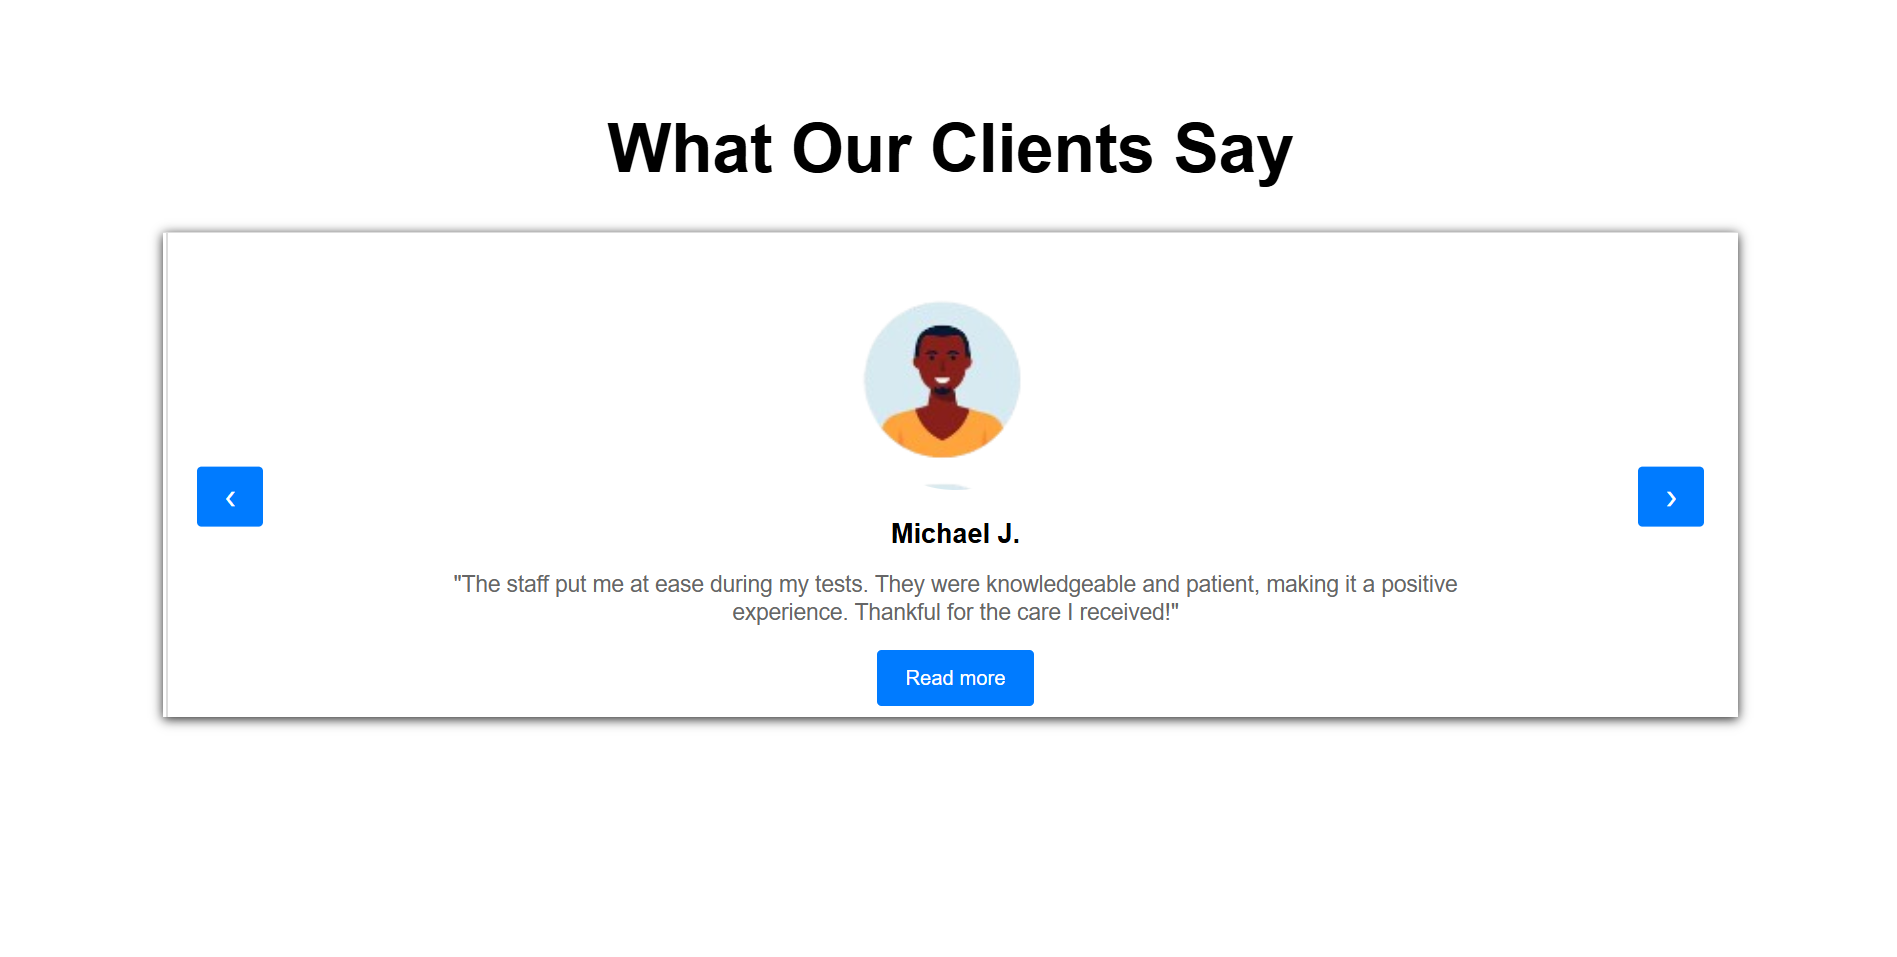 What Our Clients Say
‹
›
Michael J.
"The staff put me at ease during my tests. They were knowledgeable and patient, making it a positive
experience. Thankful for the care I received!"
Read more